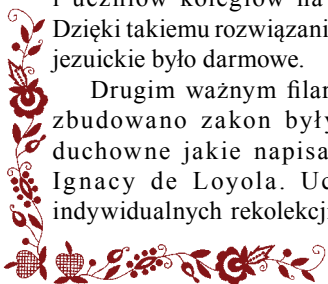 i uczniów kolegiów na
Dzięki takiemu rozwiązani
jezuickie było darmowe.
Drugim ważnym filar
zbudowano zakon były
duchowne jakie napisa
Ignacy de Loyola. Uc
indywidualnych rekolekcj